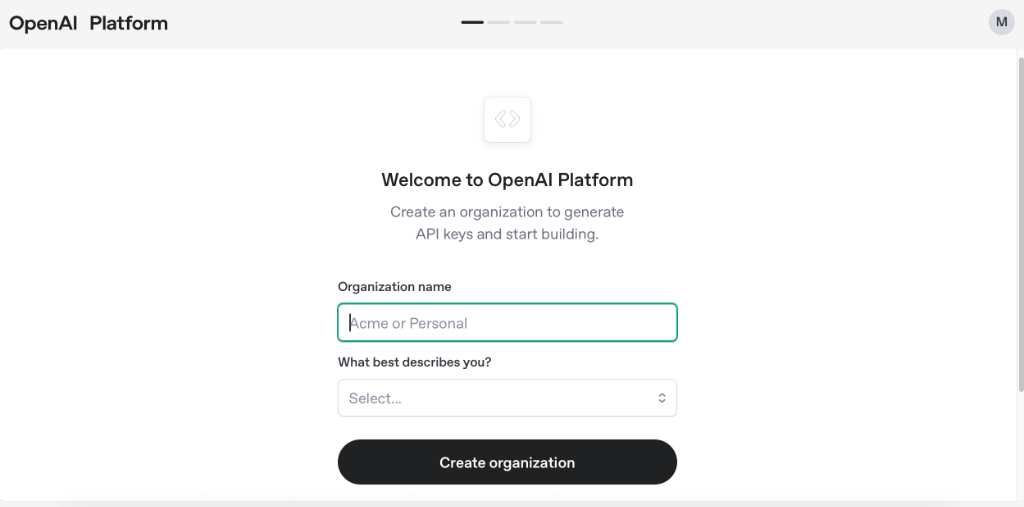 OpenAI Platform
M
Welcome to OpenAI Platform
Create an organization to generate
API keys and start building.
Organization name
Acme or Personal
What best describes you?
Select...
Create organization